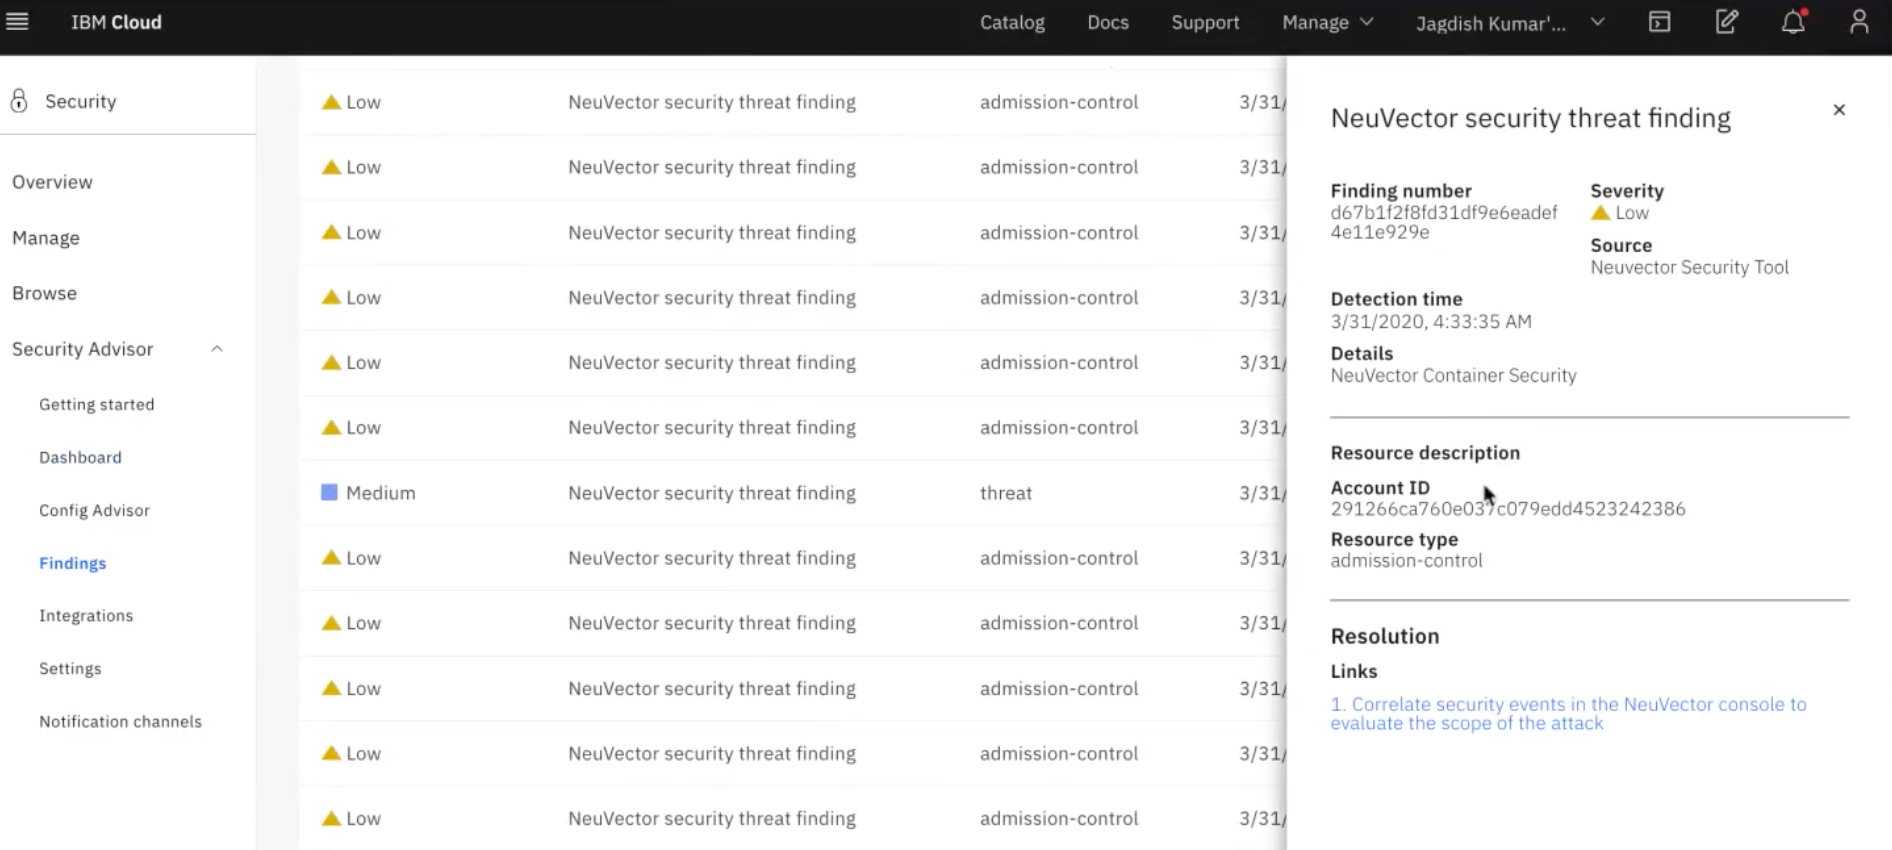 IBM Cloud
Catalog
Docs
Support
Manage
Jagdish Kumar'...
Security
Overview
Manage
Browse
Security Advisor
Getting started
Dashboard
Config Advisor
Findings
Integrations
Settings
Notification channels
Low NeuVector security threat finding admission-control 3/31/
Low NeuVector security threat finding admission-control 3/31/
Low NeuVector security threat finding admission-control 3/31/
Low NeuVector security threat finding admission-control 3/31/
Low NeuVector security threat finding admission-control 3/31/
Low NeuVector security threat finding admission-control 3/31/
Medium NeuVector security threat finding threat 3/31/
Low NeuVector security threat finding admission-control 3/31/
Low NeuVector security threat finding admission-control 3/31/
Low NeuVector security threat finding admission-control 3/31/
Low NeuVector security threat finding admission-control 3/31/
Low NeuVector security threat finding admission-control 3/31/
NeuVector security threat finding
Finding number
d67b1f2f8fd31df9e6eadef
4e11e929e
Severity
Low
Source
Neuvector Security Tool
Detection time
3/31/2020, 4:33:35 AM
Details
NeuVector Container Security
Resource description
Account ID
291266ca760e037c079edd4523242386
Resource type
admission-control
Resolution
Links
1. Correlate security events in the NeuVector console to
evaluate the scope of the attack